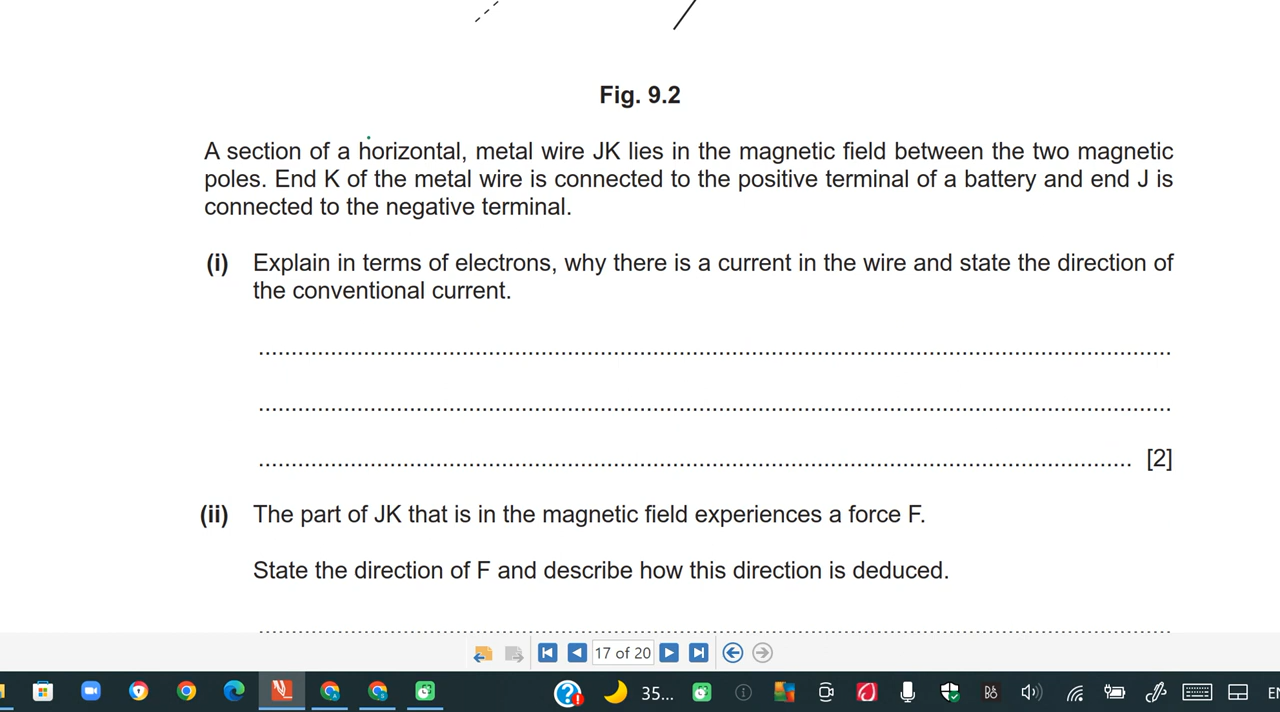 Fig. 9.2
A section of a horizontal, metal wire JK lies in the magnetic field between the two magnetic
poles. End K of the metal wire is connected to the positive terminal of a battery and end J is
connected to the negative terminal.
(i) Explain in terms of electrons, why there is a current in the wire and state the direction of
the conventional current.
..........................................................................................................................................
..........................................................................................................................................
.................................................................................................................................... [2]
(ii) The part of JK that is in the magnetic field experiences a force F.
State the direction of F and describe how this direction is deduced.
..........................................................................................................................................
17 of 20
35...